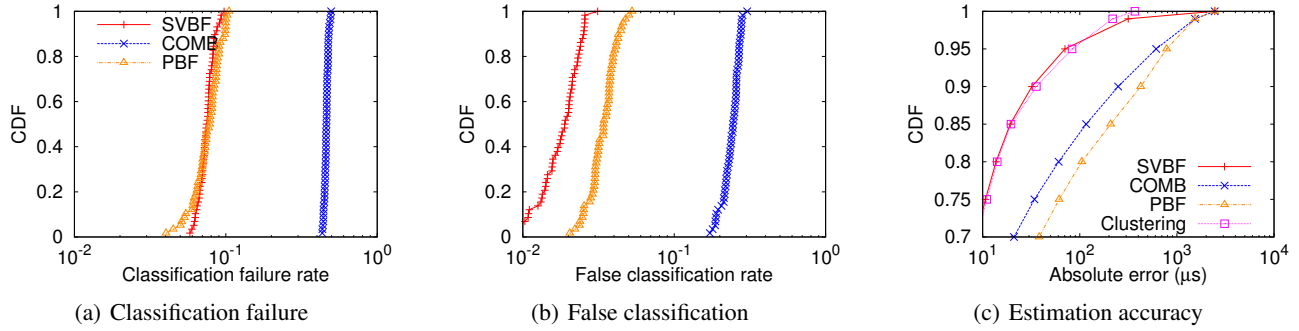 1
0.8
0.6
0.4
0.2
0
CDF
SVBF
COMB
PBF
10^-2
10^-1
10^0
Classification failure rate
(a) Classification failure
1
0.8
0.6
0.4
0.2
0
CDF
10^-2
10^-1
10^0
False classification rate
(b) False classification
1
0.95
0.9
0.85
0.8
0.75
0.7
CDF
SVBF
COMB
PBF
Clustering
10^1
10^2
10^3
10^4
Absolute error (μs)
(c) Estimation accuracy